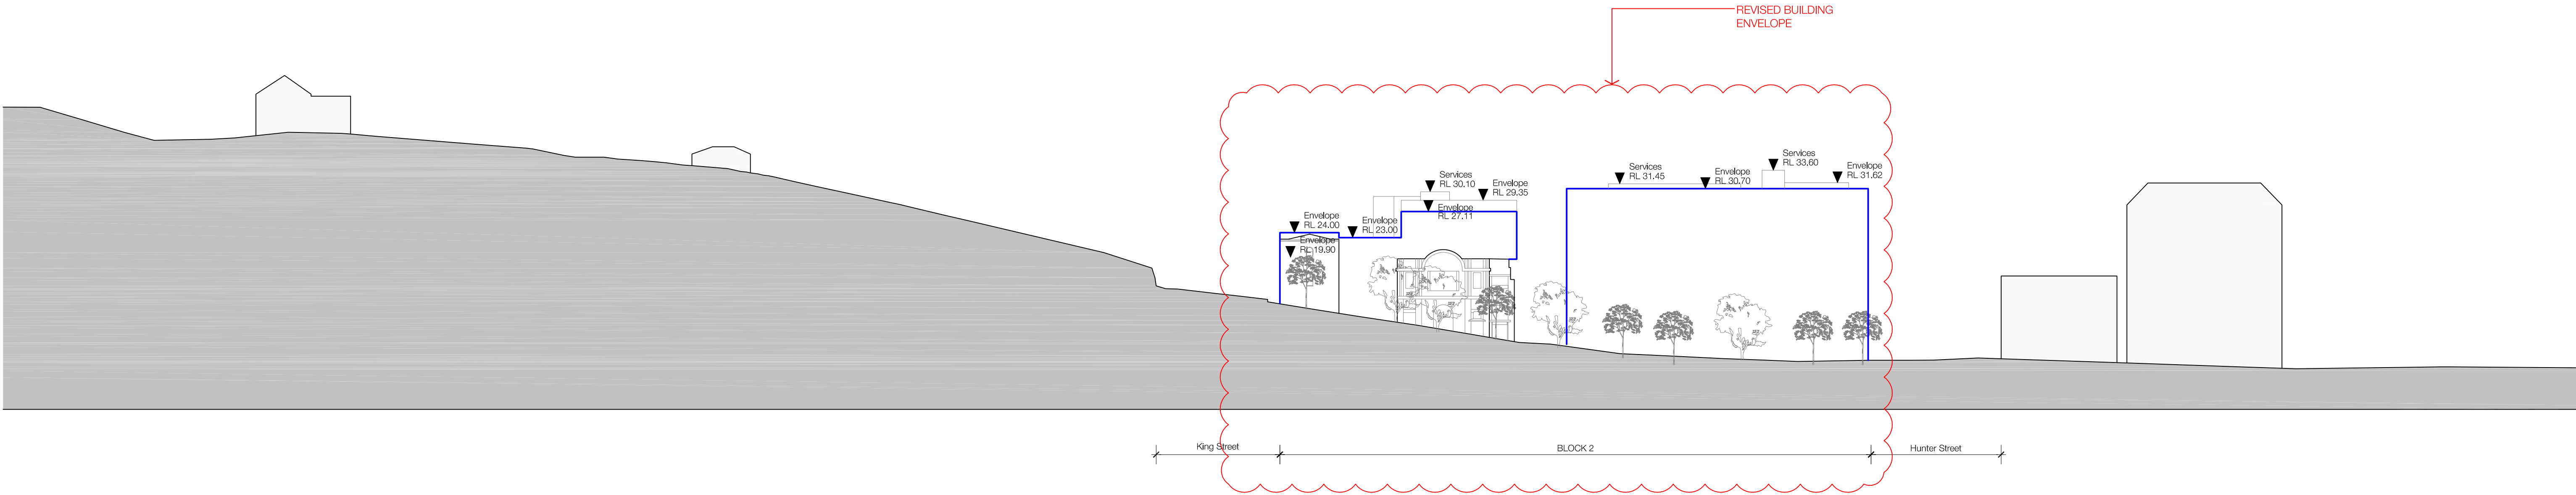 REVISED BUILDING
ENVELOPE
Services
RL 33.60
Envelope
RL 31.62
Services
RL 31.45
Envelope
RL 30.70
Services
RL 30.10
Envelope
RL 29.35
Envelope
RL 27.11
Envelope
RL 24.00
Envelope
RL 23.00
Envelope
RL 19.90
King Street
BLOCK 2
Hunter Street